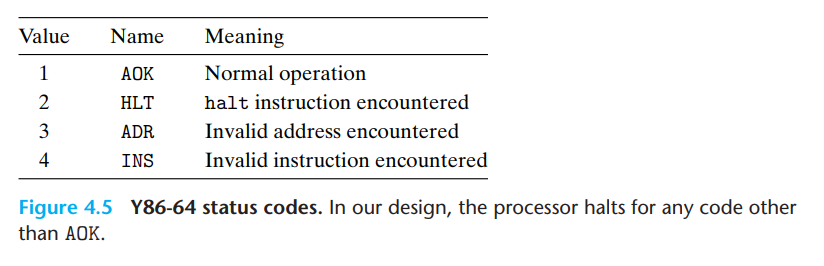 Value Name Meaning
1 AOK Normal operation
2 HLT halt instruction encountered
3 ADR Invalid address encountered
4 INS Invalid instruction encountered
Figure 4.5 Y86-64 status codes. In our design, the processor halts for any code other
than AOK.